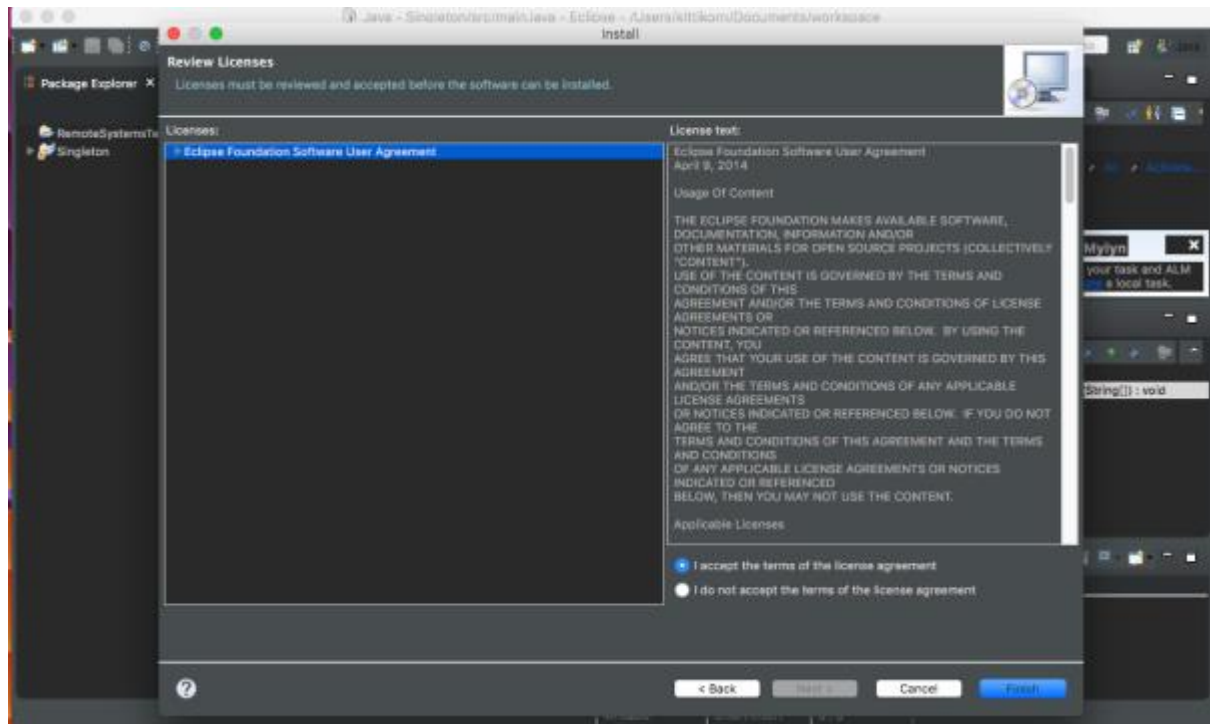 Java - Singleton/src/main.java - Eclipse - /Users/kittikorn/Documents/workspace
Install
Review Licenses
Licenses must be reviewed and accepted before the software can be installed.
Package Explorer
RemoteSystemsTe
Singleton
Licenses:
Eclipse Foundation Software User Agreement
License text:
Eclipse Foundation Software User Agreement
April 9, 2014
Usage Of Content
THE ECLIPSE FOUNDATION MAKES AVAILABLE SOFTWARE,
DOCUMENTATION, INFORMATION AND/OR
OTHER MATERIALS FOR OPEN SOURCE PROJECTS (COLLECTIVELY
"CONTENT").
USE OF THE CONTENT IS GOVERNED BY THE TERMS AND
CONDITIONS OF THIS
AGREEMENT AND/OR THE TERMS AND CONDITIONS OF LICENSE
AGREEMENTS OR
NOTICES INDICATED OR REFERENCED BELOW. BY USING THE
CONTENT, YOU
AGREE THAT YOUR USE OF THE CONTENT IS GOVERNED BY THIS
AGREEMENT
AND/OR THE TERMS AND CONDITIONS OF ANY APPLICABLE
LICENSE AGREEMENTS
OR NOTICES INDICATED OR REFERENCED BELOW. IF YOU DO NOT
AGREE TO THE
TERMS AND CONDITIONS OF THIS AGREEMENT AND THE TERMS
AND CONDITIONS
OF ANY APPLICABLE LICENSE AGREEMENTS OR NOTICES
INDICATED OR REFERENCED
BELOW, THEN YOU MAY NOT USE THE CONTENT.
Applicable Licenses
I accept the terms of the license agreement
I do not accept the terms of the license agreement
Mylyn
your task and ALM
a local task.
(String[]) : void
< Back
Next >
Cancel
Finish